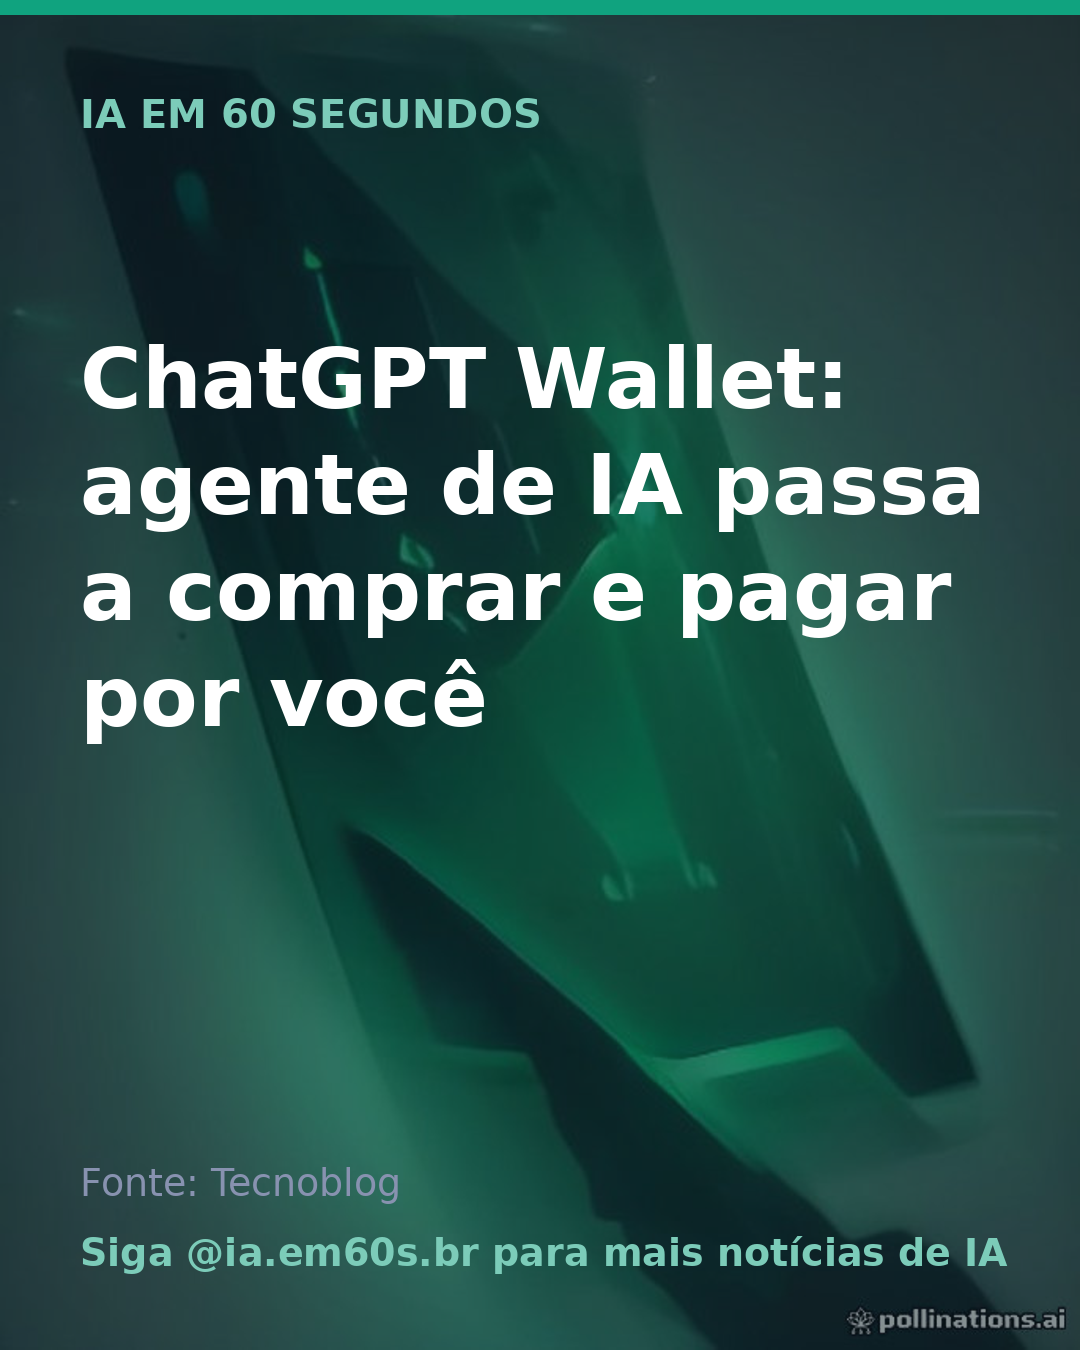 IA EM 60 SEGUNDOS
ChatGPT Wallet:
agente de IA passa
a comprar e pagar
por você
Fonte: Tecnoblog
Siga @ia.em60s.br para mais notícias de IA
pollinations.ai